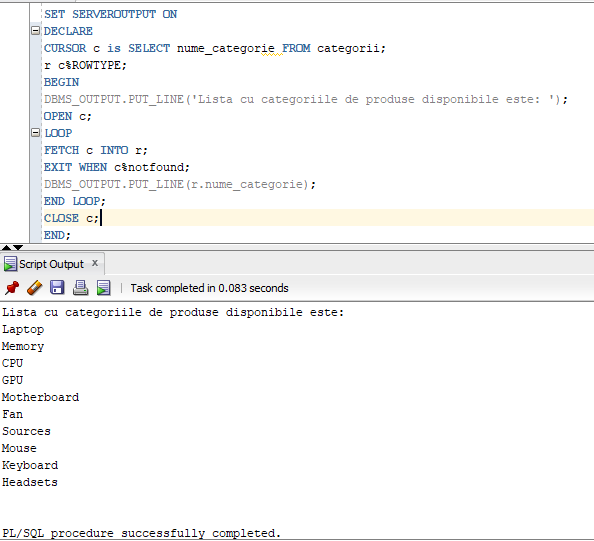 SET SERVEROUTPUT ON
DECLARE
CURSOR c is SELECT nume_categorie FROM categorii;
r c%ROWTYPE;
BEGIN
DBMS_OUTPUT.PUT_LINE('Lista cu categoriile de produse disponibile este: ');
OPEN c;
LOOP
FETCH c INTO r;
EXIT WHEN c%notfound;
DBMS_OUTPUT.PUT_LINE(r.nume_categorie);
END LOOP;
CLOSE c;
END;
Script Output x
Task completed in 0.083 seconds
Lista cu categoriile de produse disponibile este:
Laptop
Memory
CPU
GPU
Motherboard
Fan
Sources
Mouse
Keyboard
Headsets
PL/SQL procedure successfully completed.